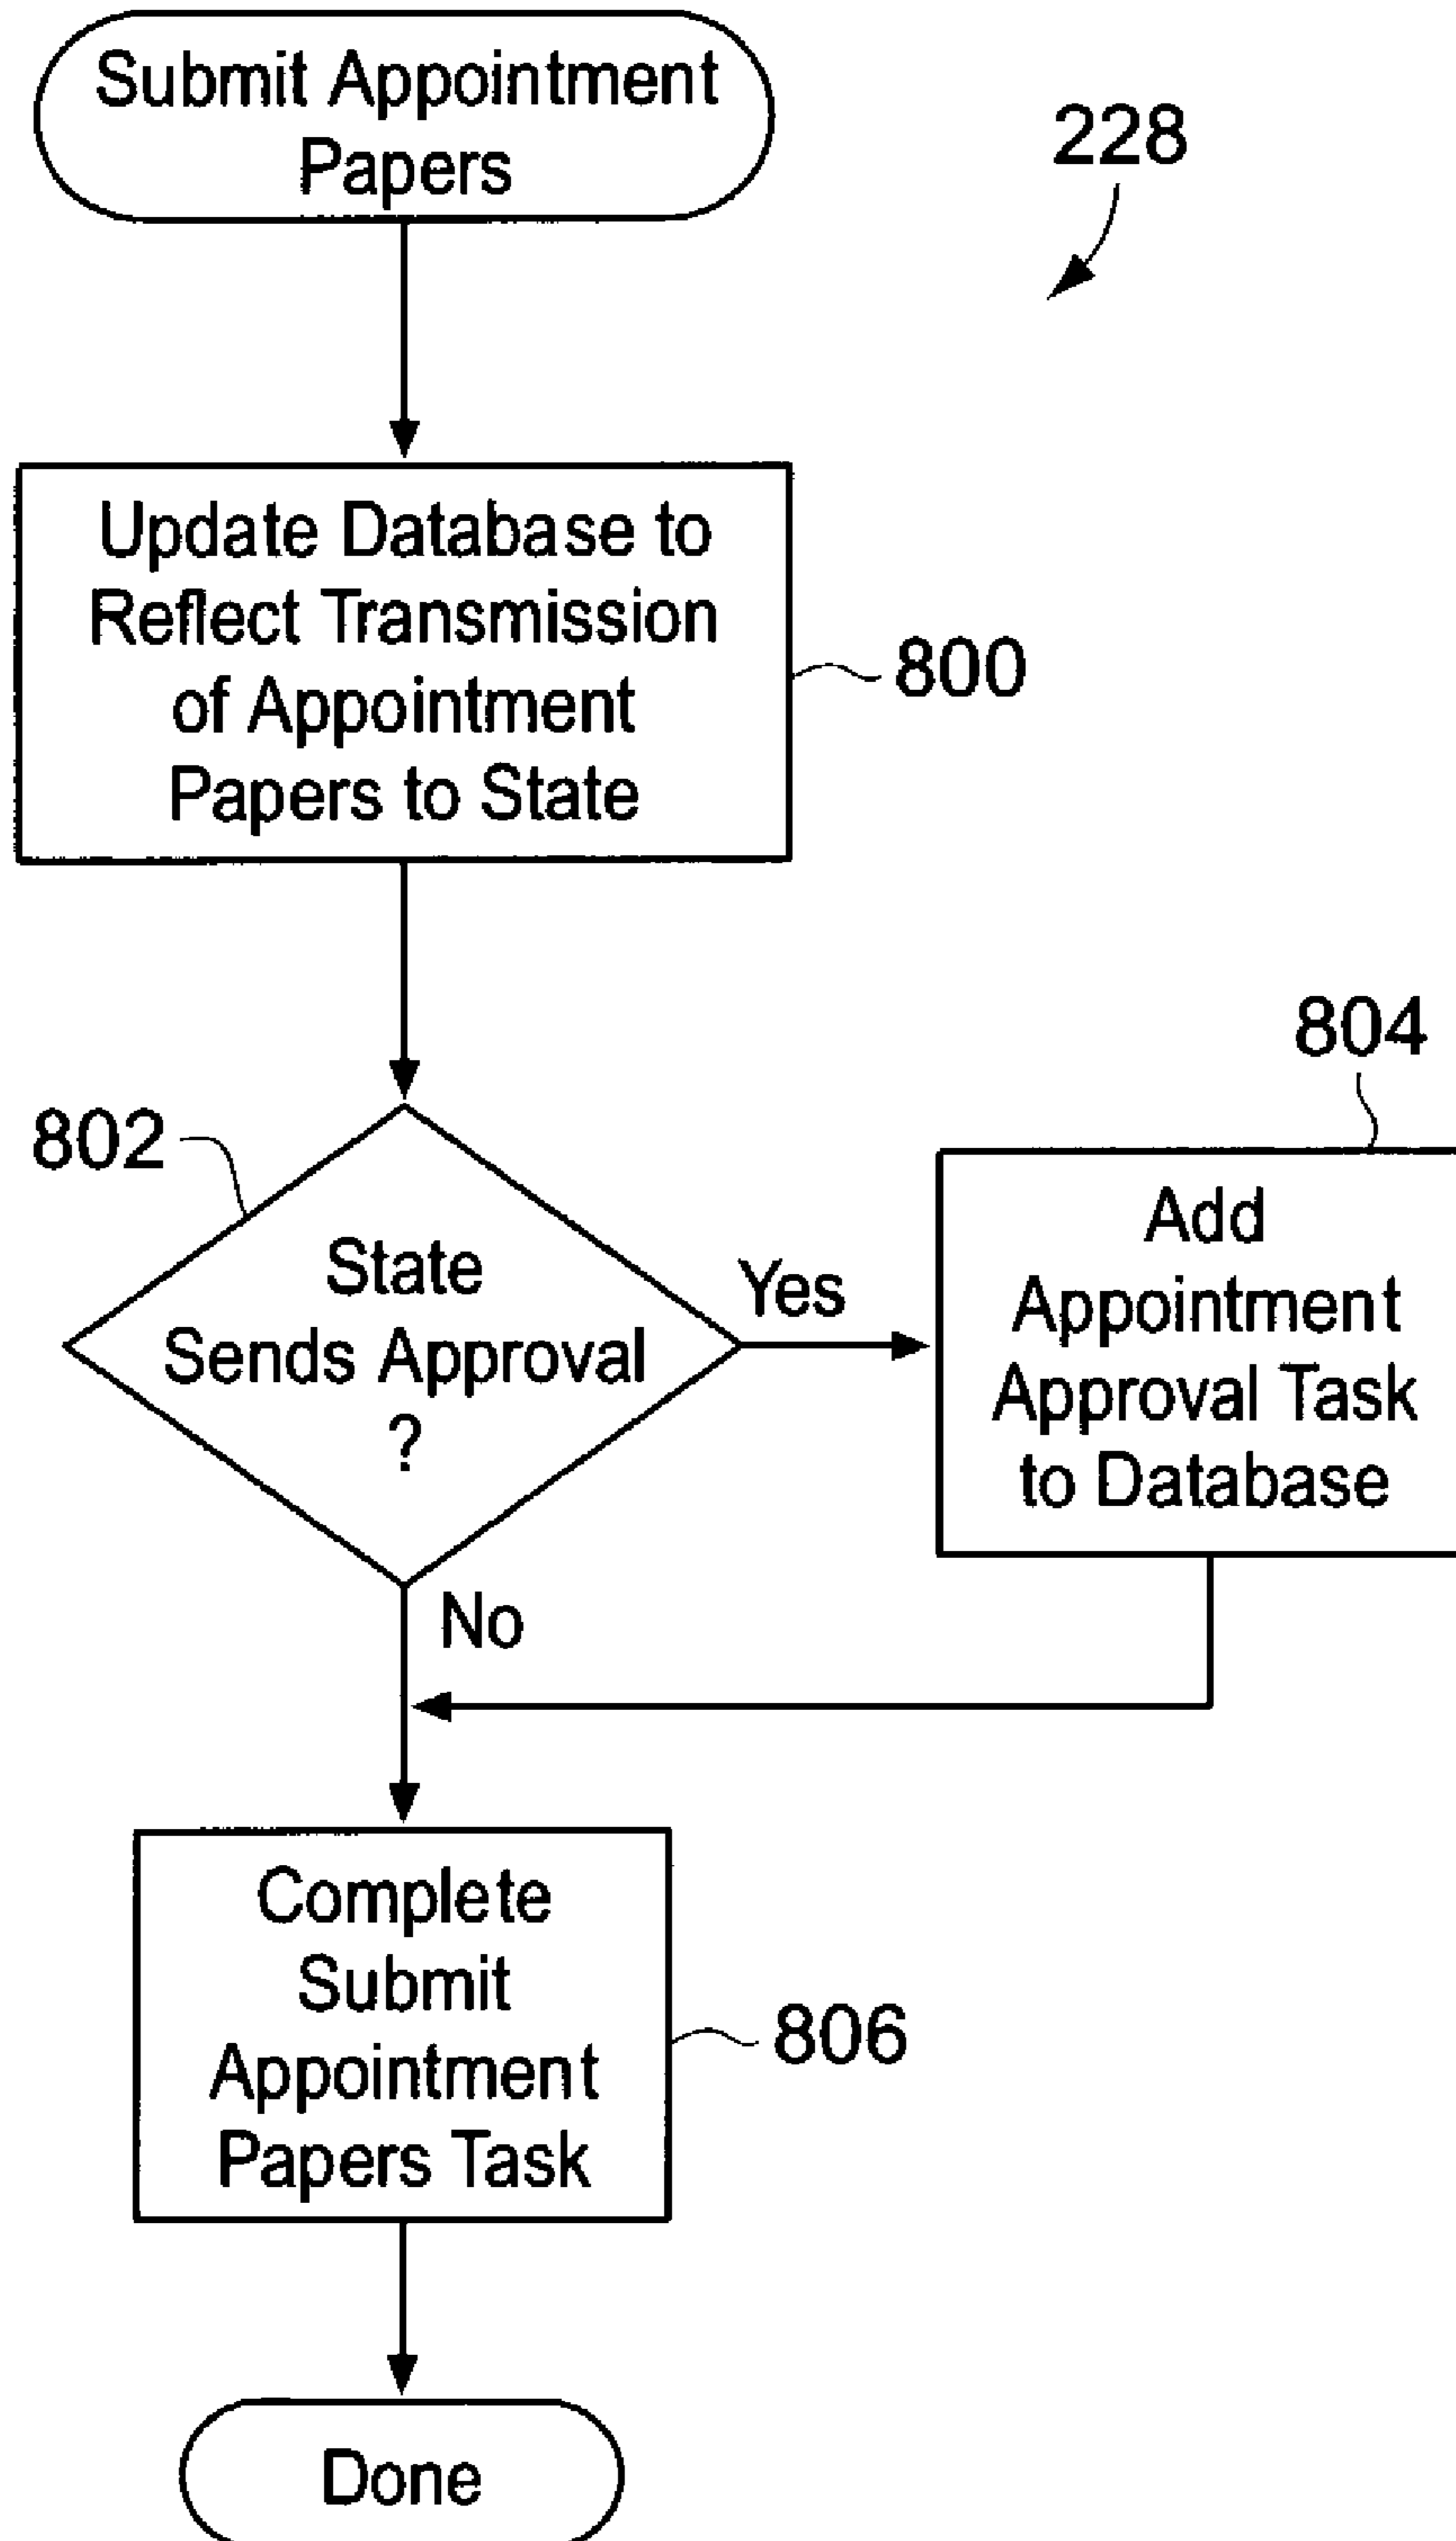 Submit Appointment
Papers
228
Update Database to
Reflect Transmission
of Appointment
Papers to State
800
804
802
State
Sends Approval
?
Yes
Add
Appointment
Approval Task
to Database
No
Complete
Submit
Appointment
Papers Task
806
Done